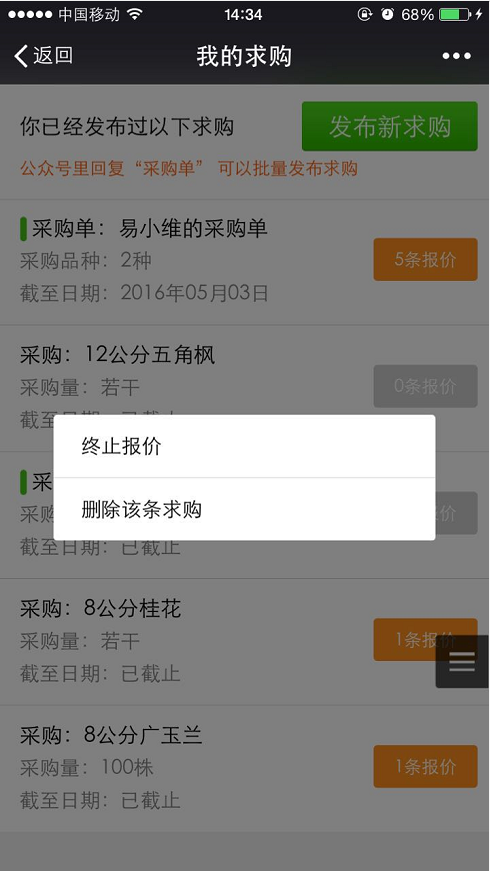 中国移动 14:34 68%
返回 我的求购
你已经发布过以下求购 发布新求购
公众号里回复“采购单” 可以批量发布求购
采购单：易小维的采购单
采购品种：2种 5条报价
截至日期：2016年05月03日
采购：12公分五角枫
采购量：若干 0条报价
截至日期：已截止
终止报价
采
删除该条求购
采购 报价
截至日期：已截止
采购：8公分桂花
采购量：若干 1条报价
截至日期：已截止
采购：8公分广玉兰
采购量：100株 1条报价
截至日期：已截止